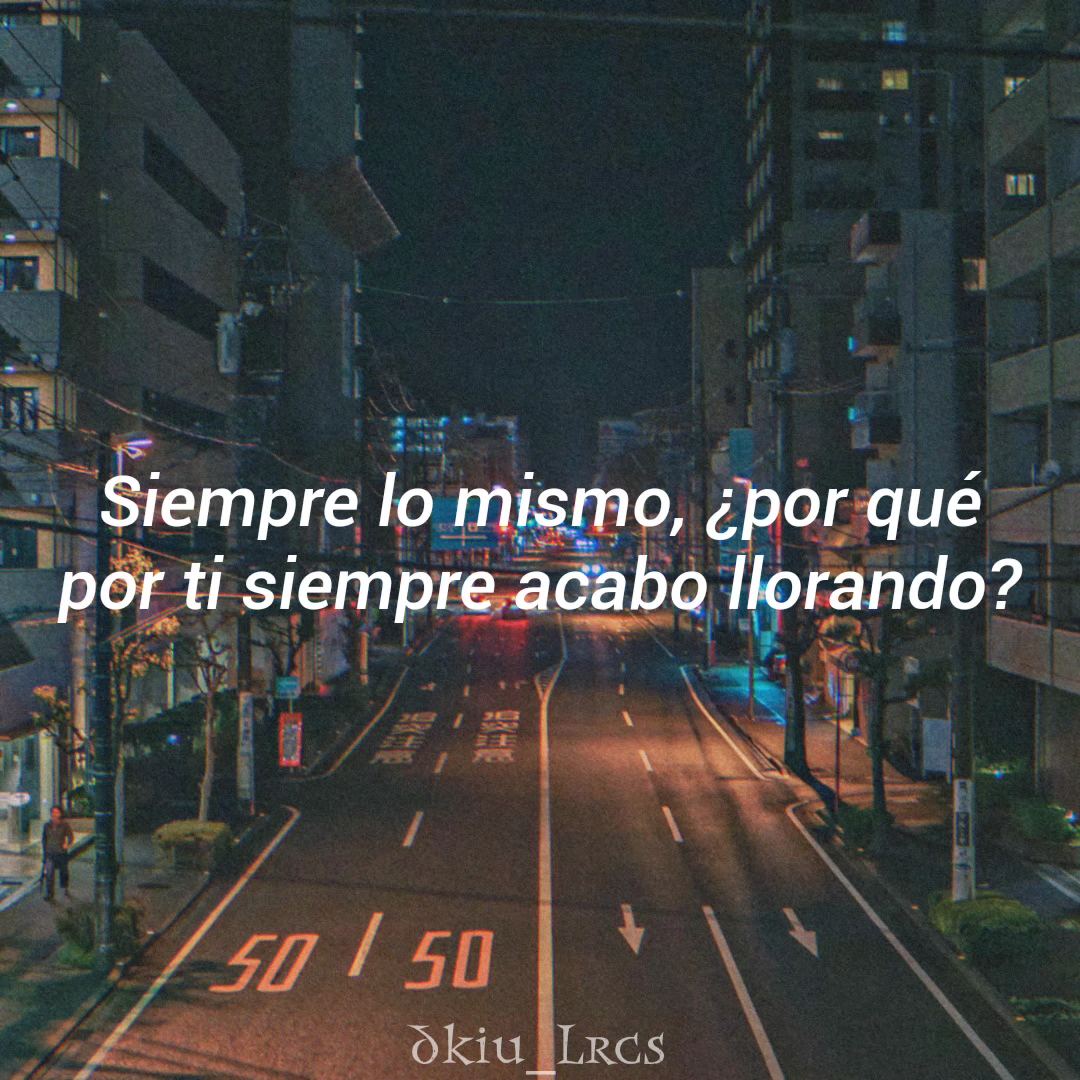 Siempre lo mismo, ¿por qué
por ti siempre acabo llorando?
50 50
ðkiu_Lrcs